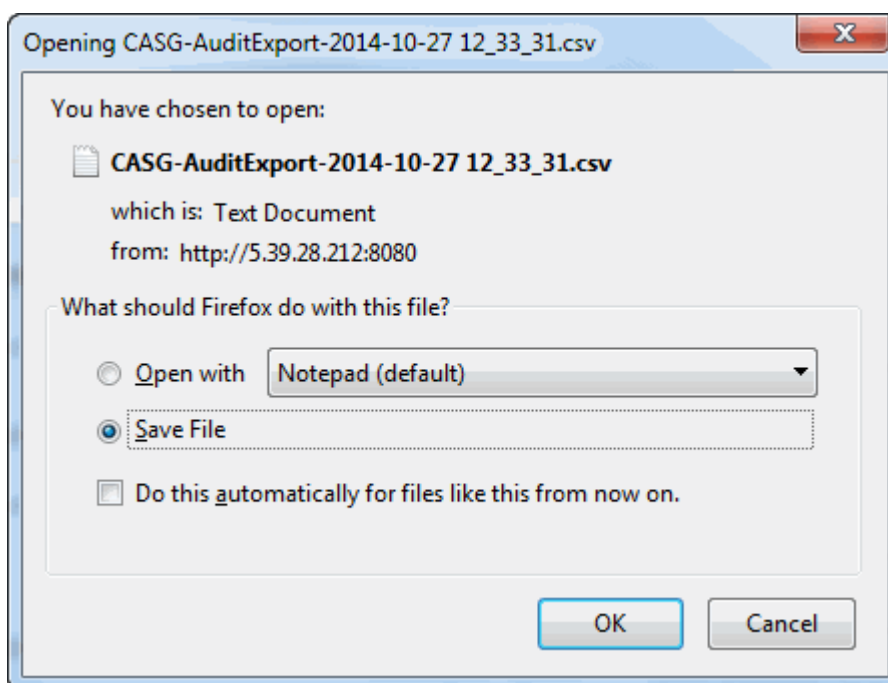 Opening CASG-AuditExport-2014-10-27 12_33_31.csv
You have chosen to open:
CASG-AuditExport-2014-10-27 12_33_31.csv
which is: Text Document
from: http://5.39.28.212:8080
What should Firefox do with this file?
Open with Notepad (default)
Save File
Do this automatically for files like this from now on.
OK Cancel